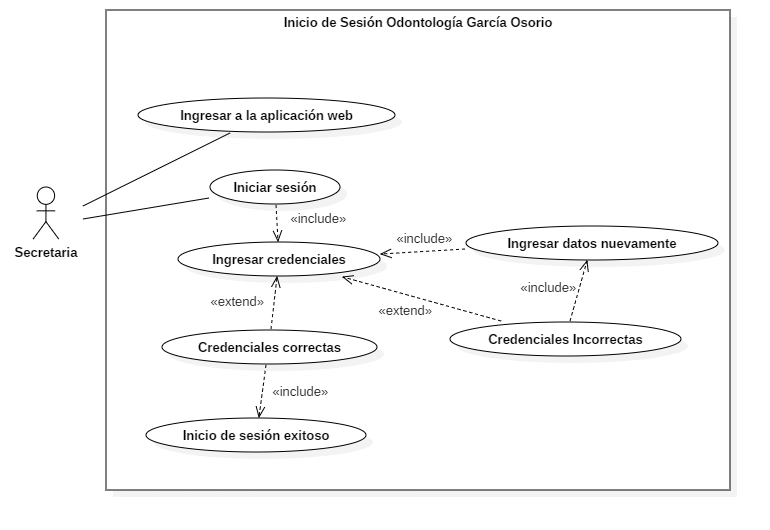 Inicio de Sesión Odontología García Osorio
Ingresar a la aplicación web
Iniciar sesión
«include»
Secretaria
Ingresar credenciales
«include»
Ingresar datos nuevamente
«extend»
«extend»
«include»
Credenciales correctas
Credenciales Incorrectas
«include»
Inicio de sesión exitoso